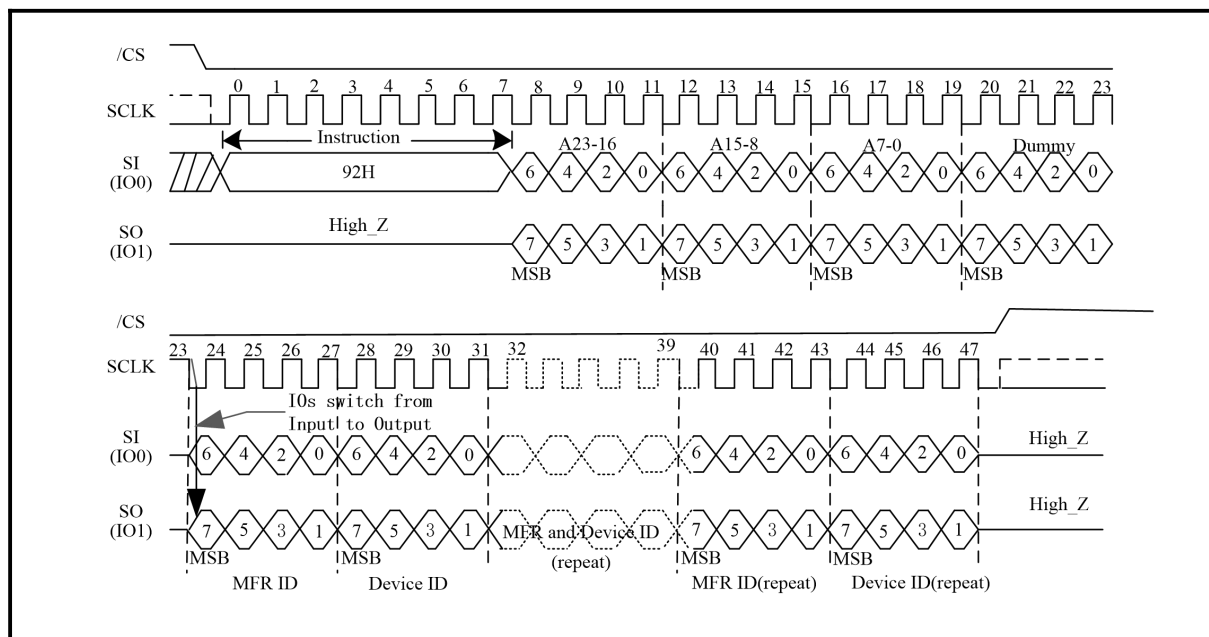 /CS
0 1 2 3 4 5 6 7 8 9 10 11 12 13 14 15 16 17 18 19 20 21 22 23
SCLK
Instruction
A23-16 A15-8 A7-0 Dummy
SI
(IO0)
92H 6 4 2 0 6 4 2 0 6 4 2 0 6 4 2 0
High_Z
SO
(IO1)
7 5 3 1 7 5 3 1 7 5 3 1 7 5 3 1
MSB MSB MSB MSB
/CS
23 24 25 26 27 28 29 30 31 32 39 40 41 42 43 44 45 46 47
SCLK
IOs switch from
Input to Output
SI
(IO0)
6 4 2 0 6 4 2 0 6 4 2 0 6 4 2 0 High_Z
SO
(IO1)
7 5 3 1 7 5 3 1 MFR and Device ID 7 5 3 1 7 5 3 1 High_Z
MSB MSB (repeat) MSB MSB
MFR ID Device ID MFR ID(repeat) Device ID(repeat)